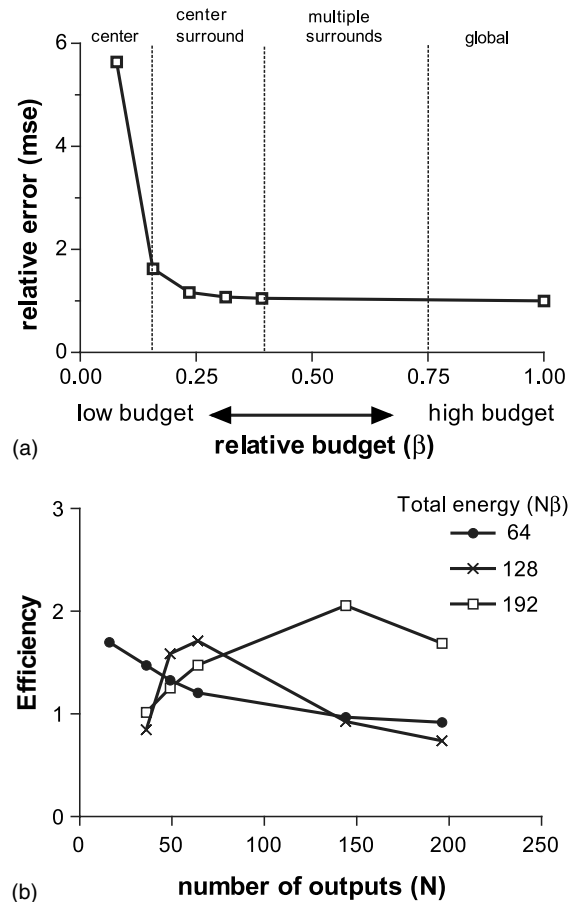 center
center
surround
multiple
surrounds
global
6
4
2
0
relative error (mse)
0.00 0.25 0.50 0.75 1.00
low budget high budget
relative budget (β)
(a)
Total energy (Nβ)
64
128
192
3
2
1
0
Efficiency
0 50 100 150 200 250
number of outputs (N)
(b)